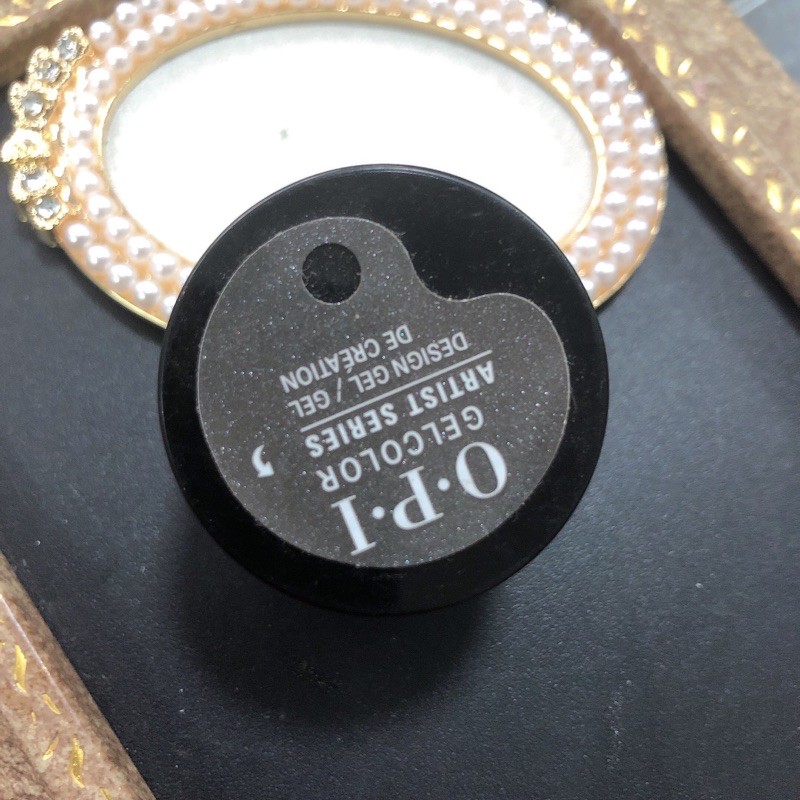 O·P·I
GELCOLOR
ARTIST SERIES
DESIGN GEL / GEL
DE CRÉATION